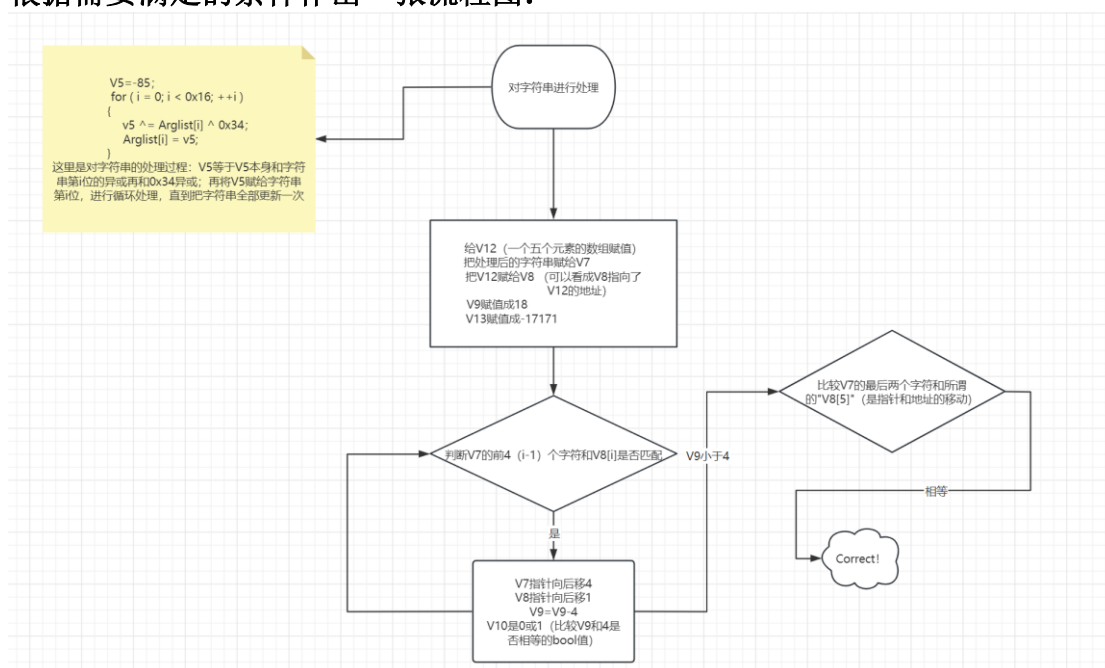 根据需要满足的条件作出一张流程图:
V5=-85;
for ( i = 0; i < 0x16; ++i )
{
v5 ^= Arglist[i] ^ 0x34;
Arglist[i] = v5;
}
这里是对字符串的处理过程：V5等于V5本身和字符
串第i位的异或再和0x34异或；再将V5赋给字符串
第i位，进行循环处理，直到把字符串全部更新一次
对字符串进行处理
给V12（一个五个元素的数组赋值）
把处理后的字符串赋给V7
把V12赋给V8 （可以看成V8指向了
V12的地址）
V9赋值成18
V13赋值成-17171
判断V7的前4（i-1）个字符和V8[i]是否匹配
是
V7指针向后移4
V8指针向后移1
V9=V9-4
V10是0或1（比较V9和4是
否相等的bool值）
V9小于4
比较V7的最后两个字符和所谓
的"V8[5]"（是指针和地址的移动）
相等
Correct!